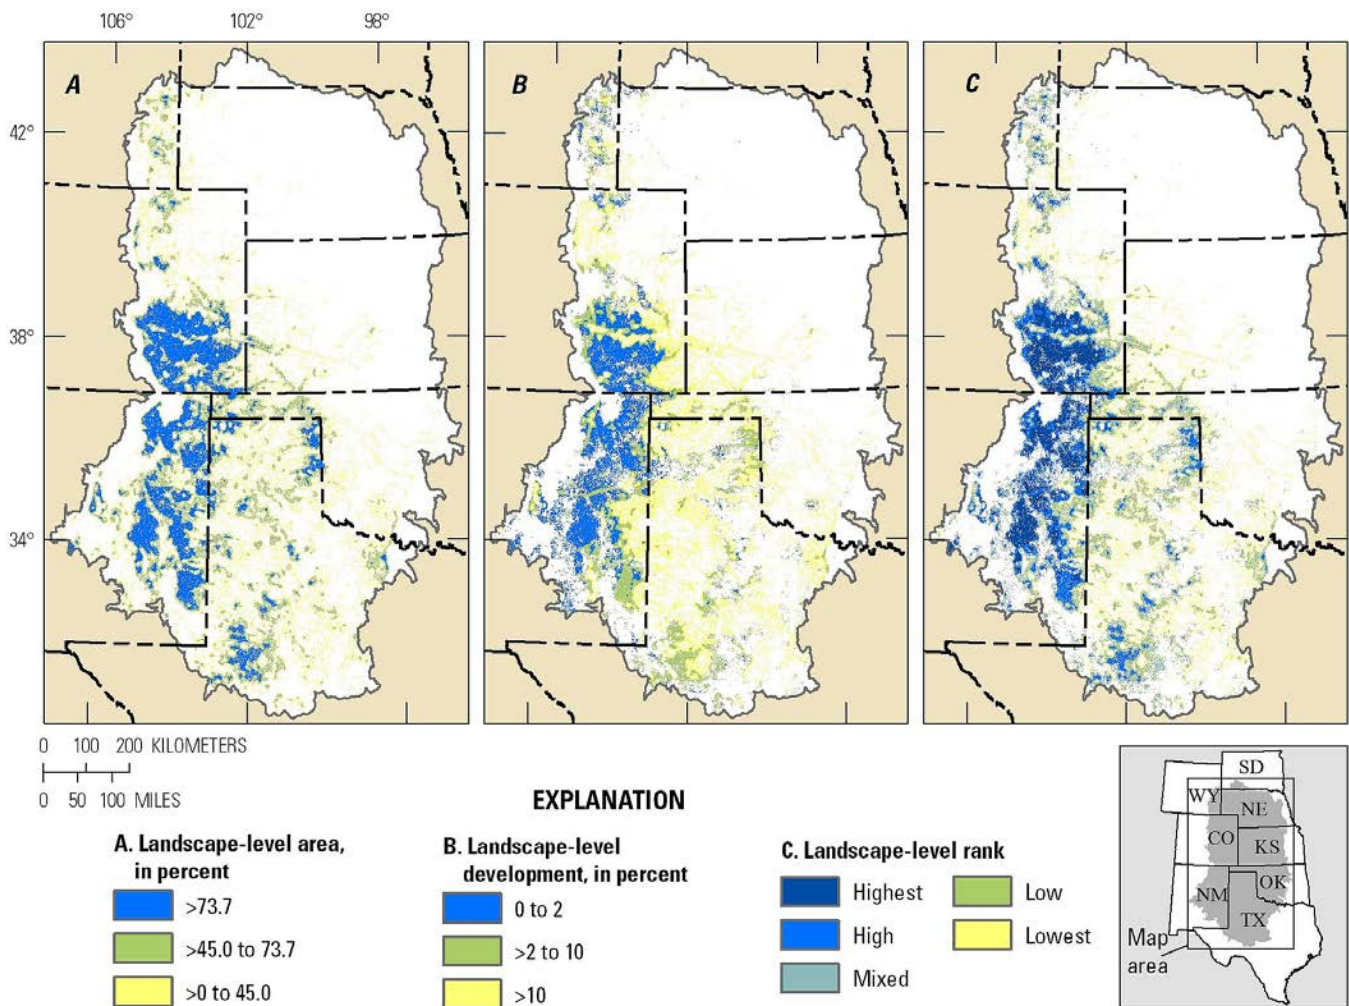 106° 102° 98°
A B C
42°
38°
34°
0 100 200 KILOMETERS
0 50 100 MILES
EXPLANATION
A. Landscape-level area,
in percent
>73.7
>45.0 to 73.7
>0 to 45.0
B. Landscape-level
development, in percent
0 to 2
>2 to 10
>10
C. Landscape-level rank
Highest
High
Mixed
Low
Lowest
SD
WY
NE
CO
KS
NM
OK
TX
Map
area